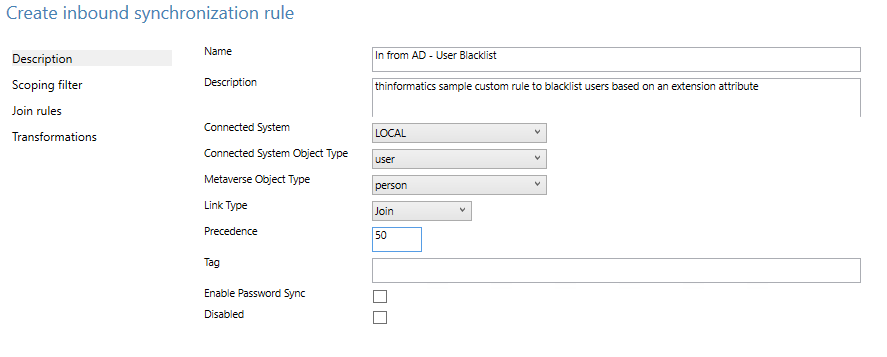 Create inbound synchronization rule
Description
Scoping filter
Join rules
Transformations
Name
In from AD - User Blacklist
Description
thinformatics sample custom rule to blacklist users based on an extension attribute
Connected System
LOCAL
Connected System Object Type
user
Metaverse Object Type
person
Link Type
Join
Precedence
50
Tag
Enable Password Sync
Disabled